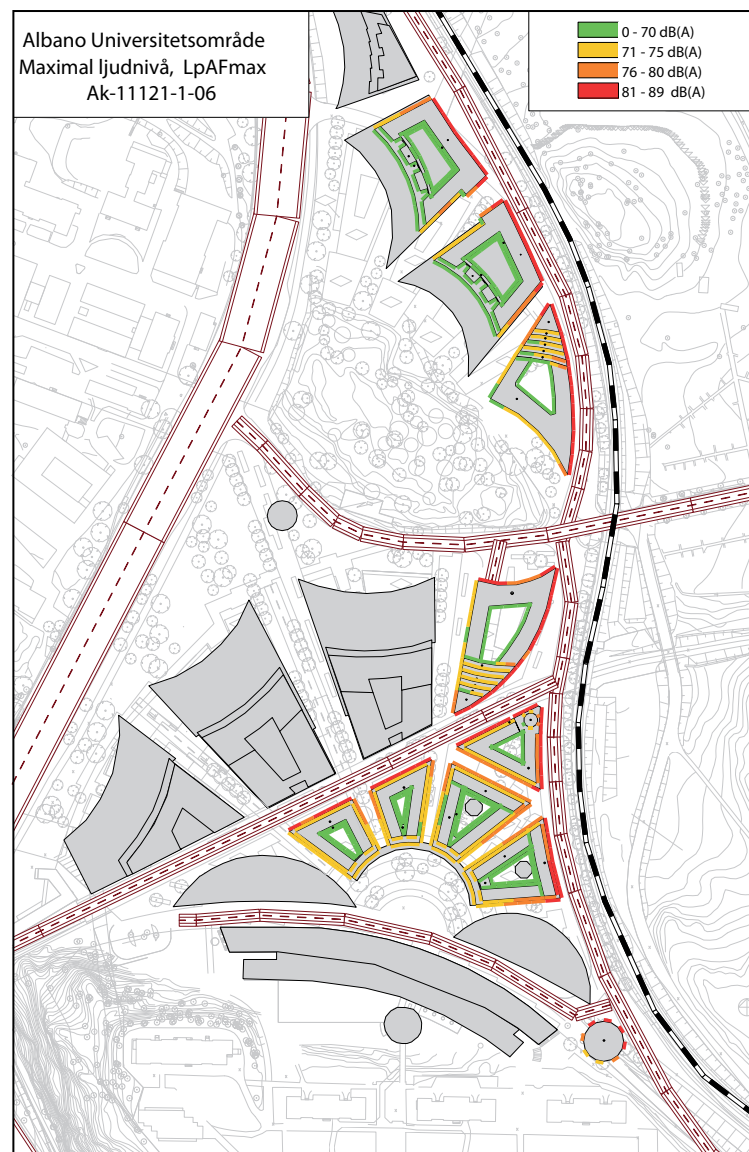 Albano Universitetsområde
Maximal ljudnivå, LpAFmax
Ak-11121-1-06
0 - 70 dB(A)
71 - 75 dB(A)
76 - 80 dB(A)
81 - 89 dB(A)